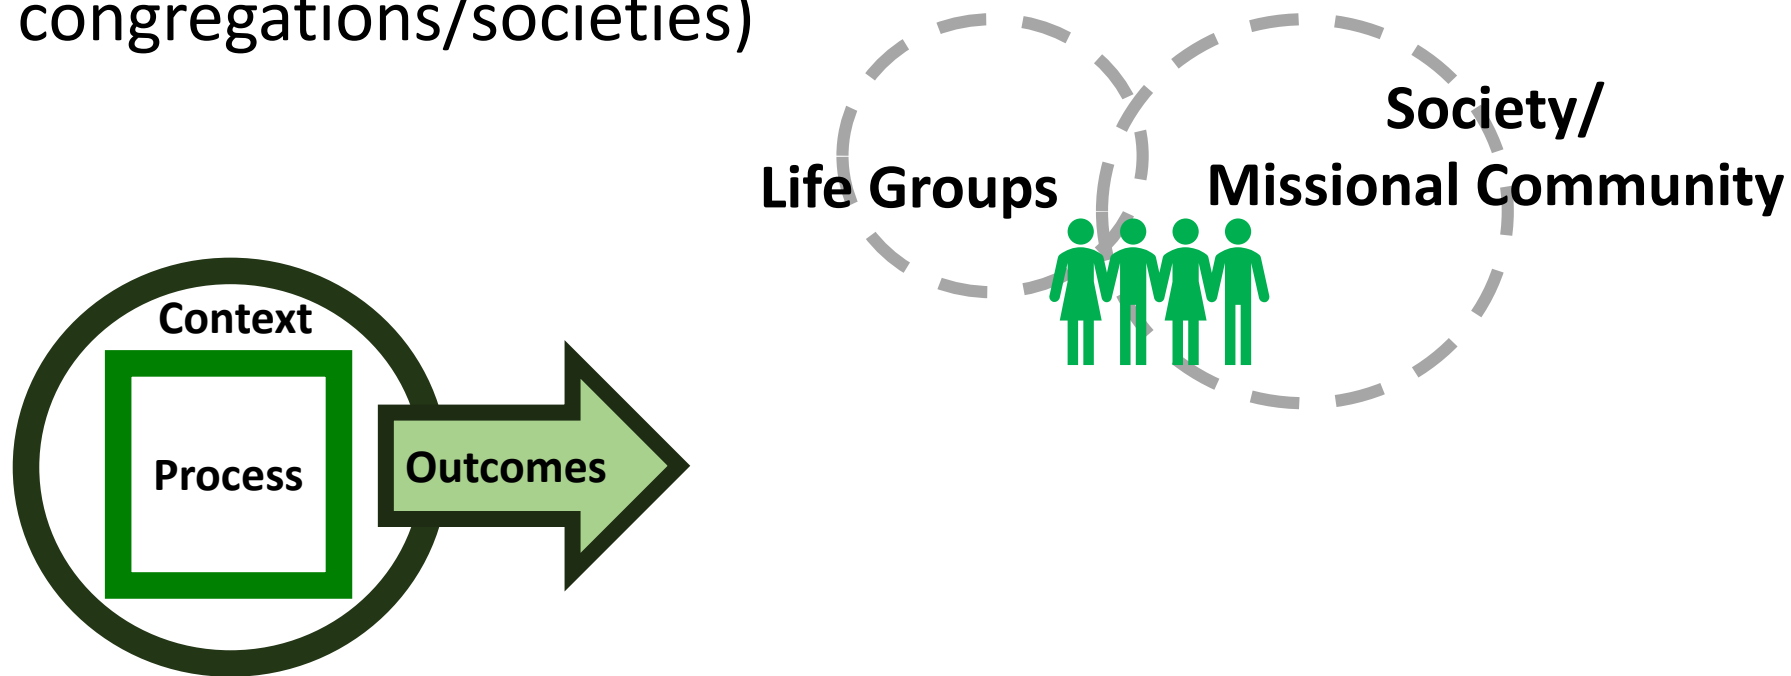 congregations/societies)
Society/
Missional Community
Life Groups
Context
Process
Outcomes